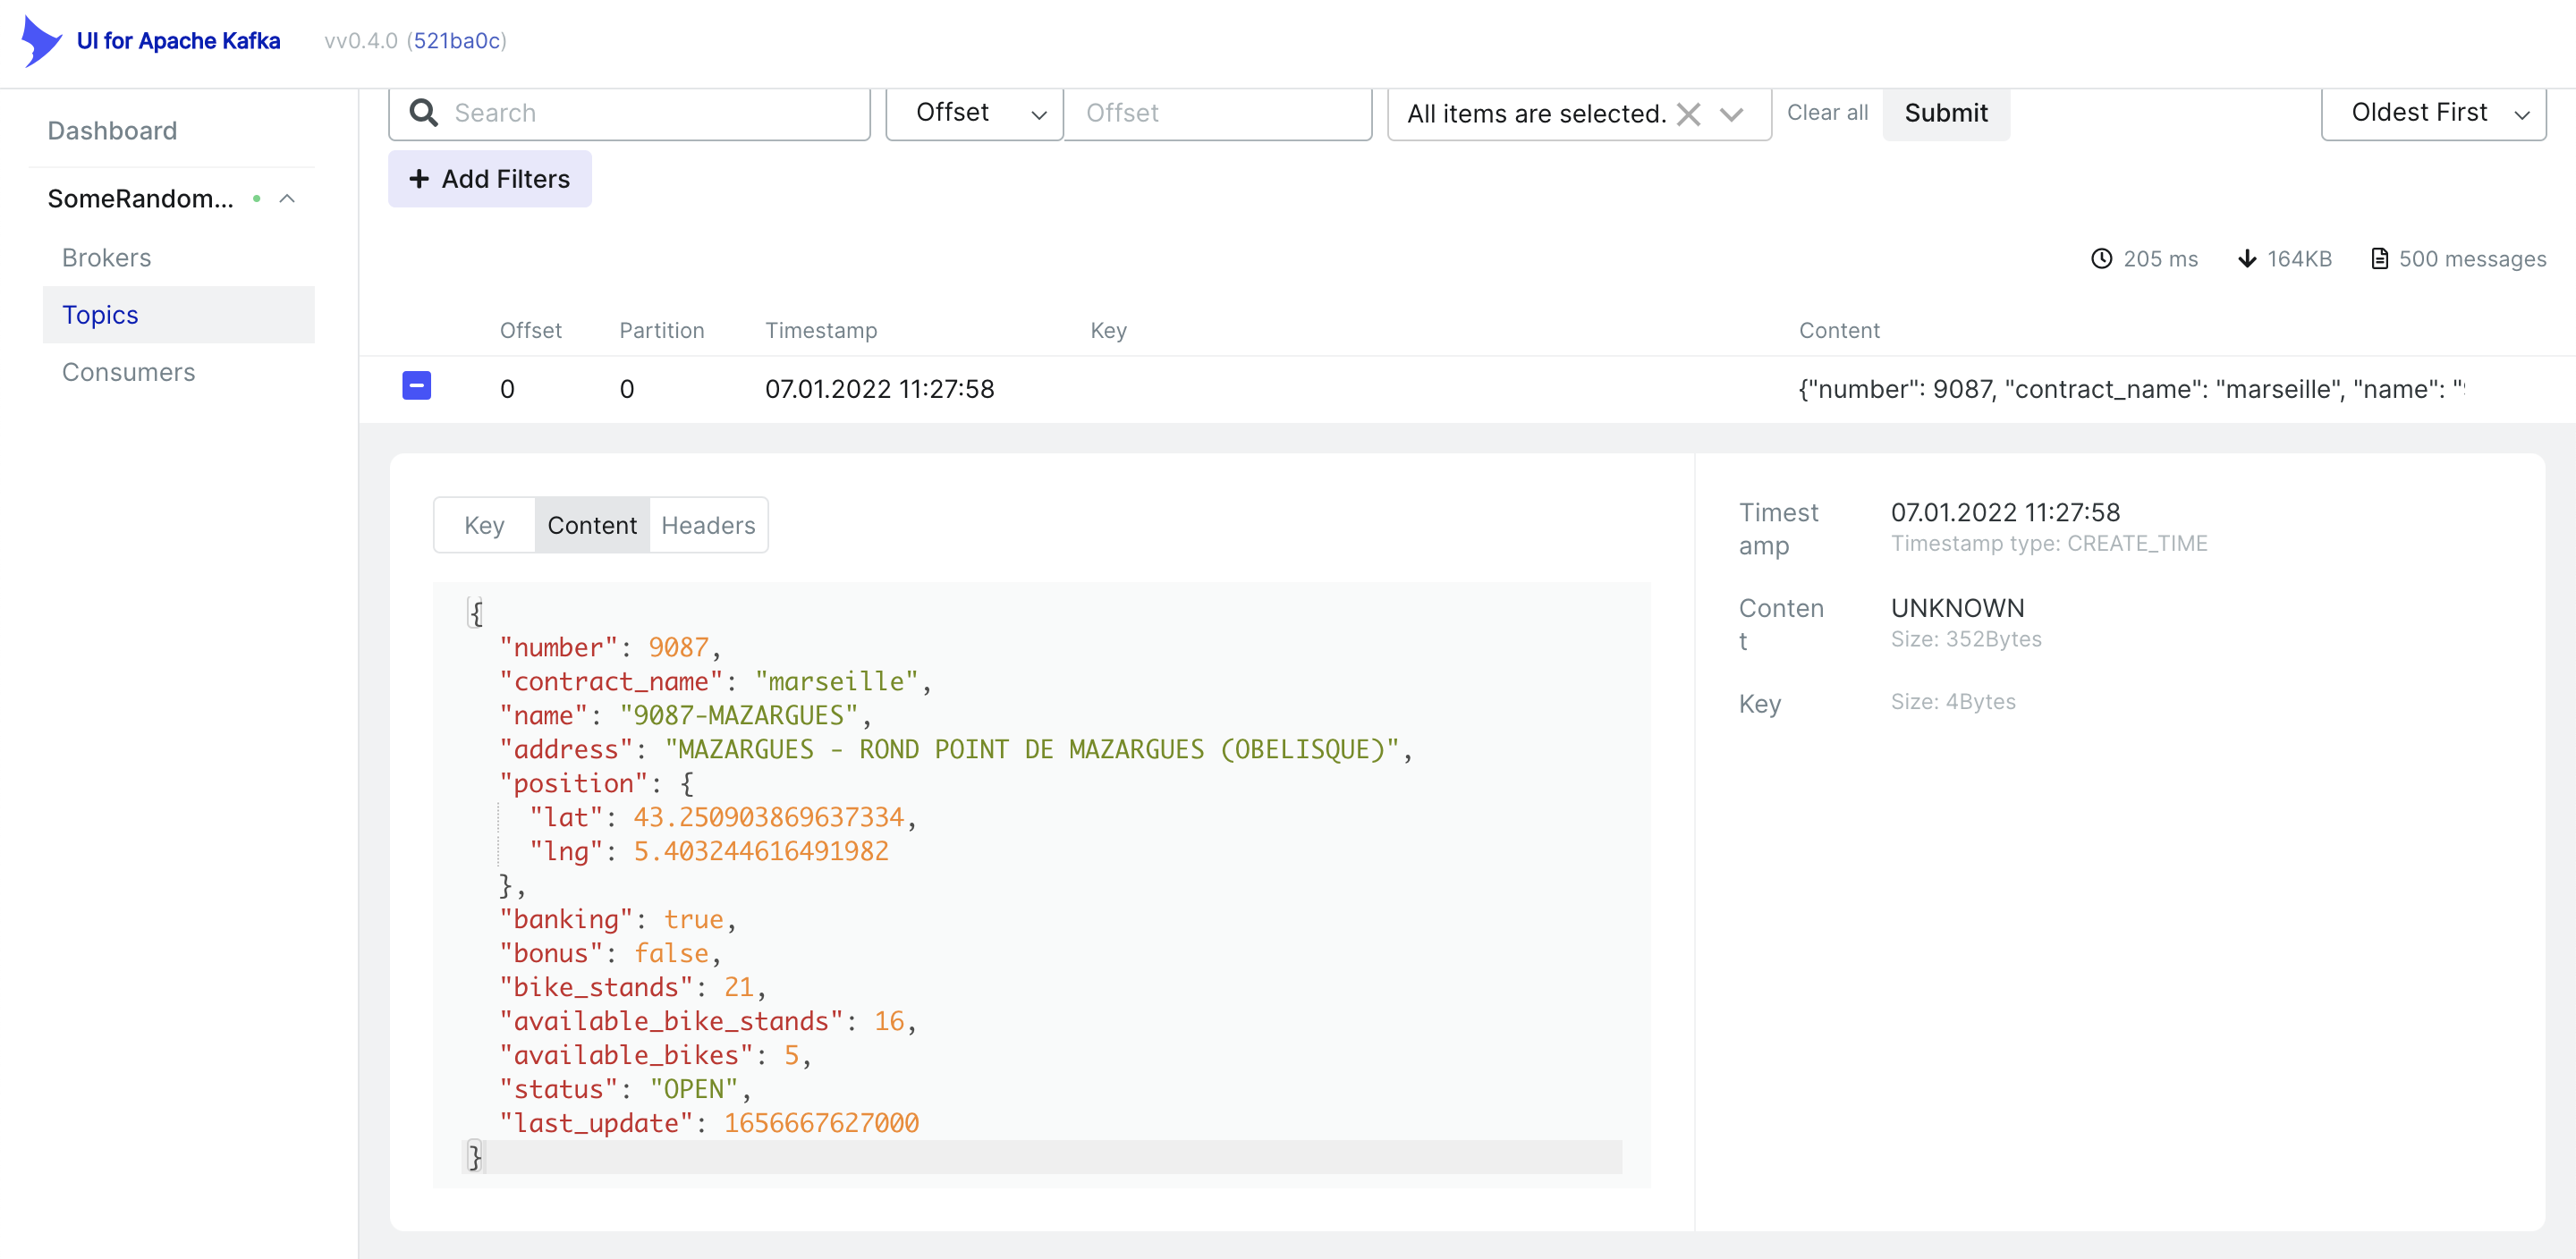 UI for Apache Kafka vv0.4.0 (521ba0c)
Search Offset Offset All items are selected. Clear all Submit Oldest First
Dashboard
Add Filters
SomeRandom...
Brokers
Topics
Consumers
205 ms 164KB 500 messages
Offset Partition Timestamp Key Content
0 0 07.01.2022 11:27:58 {"number": 9087, "contract_name": "marseille", "name": "
Key Content Headers
{
"number": 9087,
"contract_name": "marseille",
"name": "9087-MAZARGUES",
"address": "MAZARGUES - ROND POINT DE MAZARGUES (OBELISQUE)",
"position": {
"lat": 43.250903869637334,
"lng": 5.403244616491982
},
"banking": true,
"bonus": false,
"bike_stands": 21,
"available_bike_stands": 16,
"available_bikes": 5,
"status": "OPEN",
"last_update": 1656667627000
}
Timest
amp
07.01.2022 11:27:58
Timestamp type: CREATE_TIME
Conten
t
UNKNOWN
Size: 352Bytes
Key
Size: 4Bytes